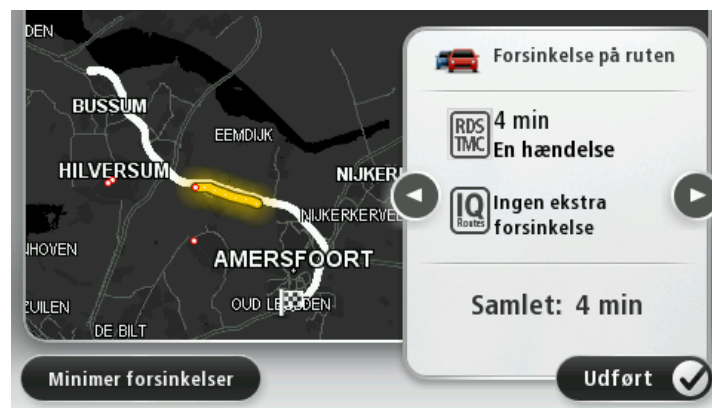 DEN
BUSSUM
EEMDIJK
HILVERSUM
NIJKER
NIJKERKERVE
HOVEN
AMERSFOORT
ZUILEN
OUD LEUSDEN
DE BILT
Forsinkelse på ruten
RDS
TMC
4 min
En hændelse
IQ
Routes
Ingen ekstra
forsinkelse
Samlet: 4 min
Minimer forsinkelser
Udført